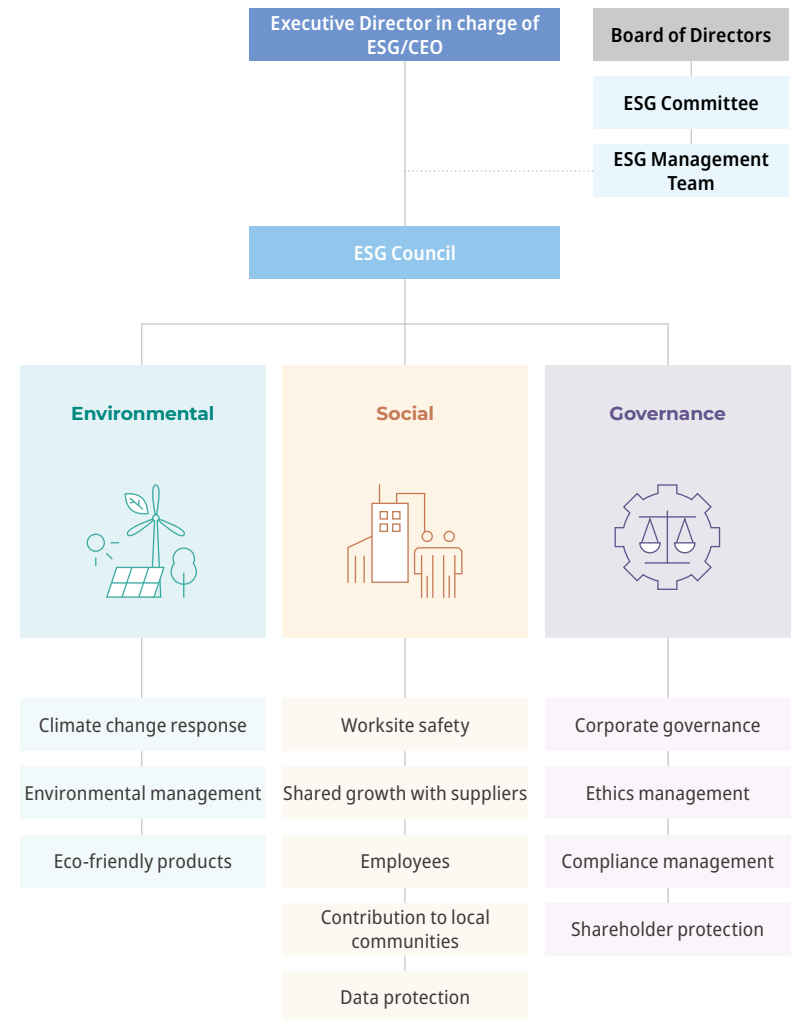 Executive Director in charge of
ESG/CEO
Board of Directors
ESG Committee
ESG Management
Team
ESG Council
Environmental
Social
Governance
Climate change response
Environmental management
Eco-friendly products
Worksite safety
Shared growth with suppliers
Employees
Contribution to local
communities
Data protection
Corporate governance
Ethics management
Compliance management
Shareholder protection